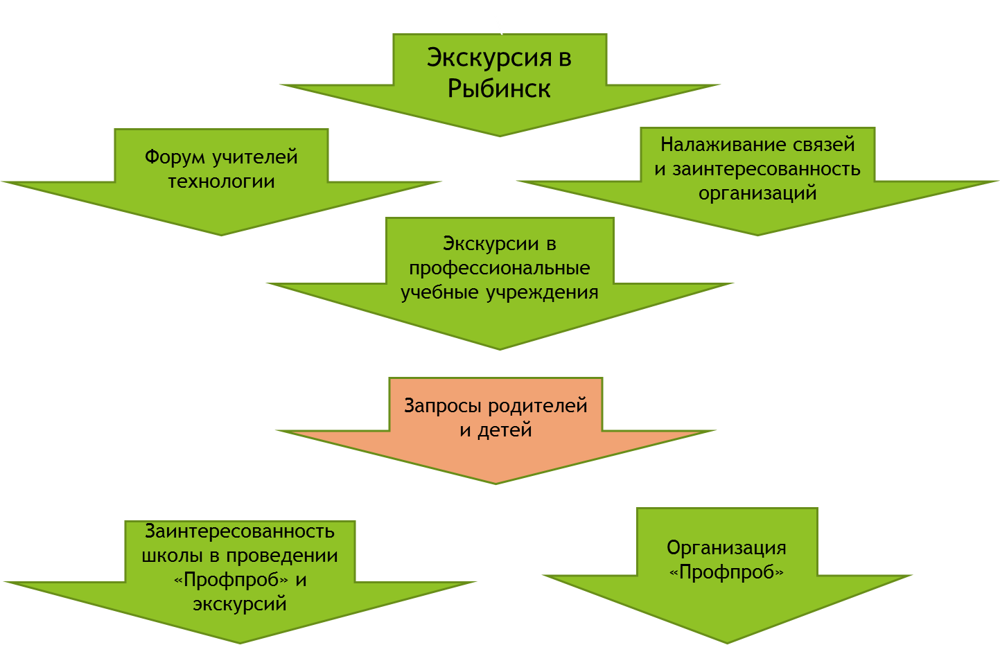 Экскурсия в
Рыбинск
Форум учителей
технологии
Налаживание связей
и заинтересованность
организаций
Экскурсии в
профессиональные
учебные учреждения
Запросы родителей
и детей
Заинтересованность
школы в проведении
«Профпроб» и
экскурсий
Организация
«Профпроб»